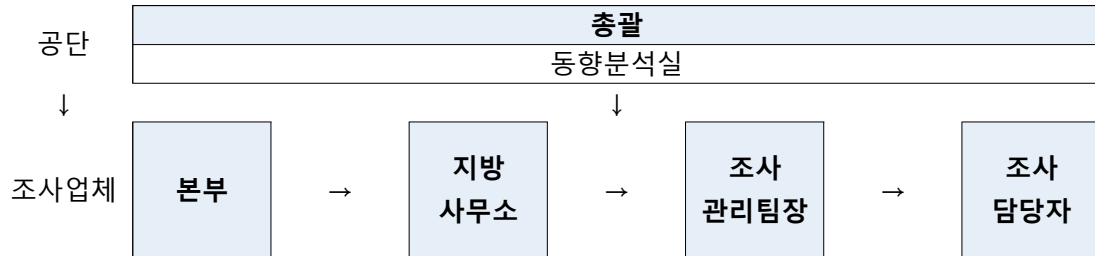 총괄
공단
동향분석실
↓ ↓
조사업체 본부 → 지방 사무소 → 조사 관리팀장 → 조사 담당자